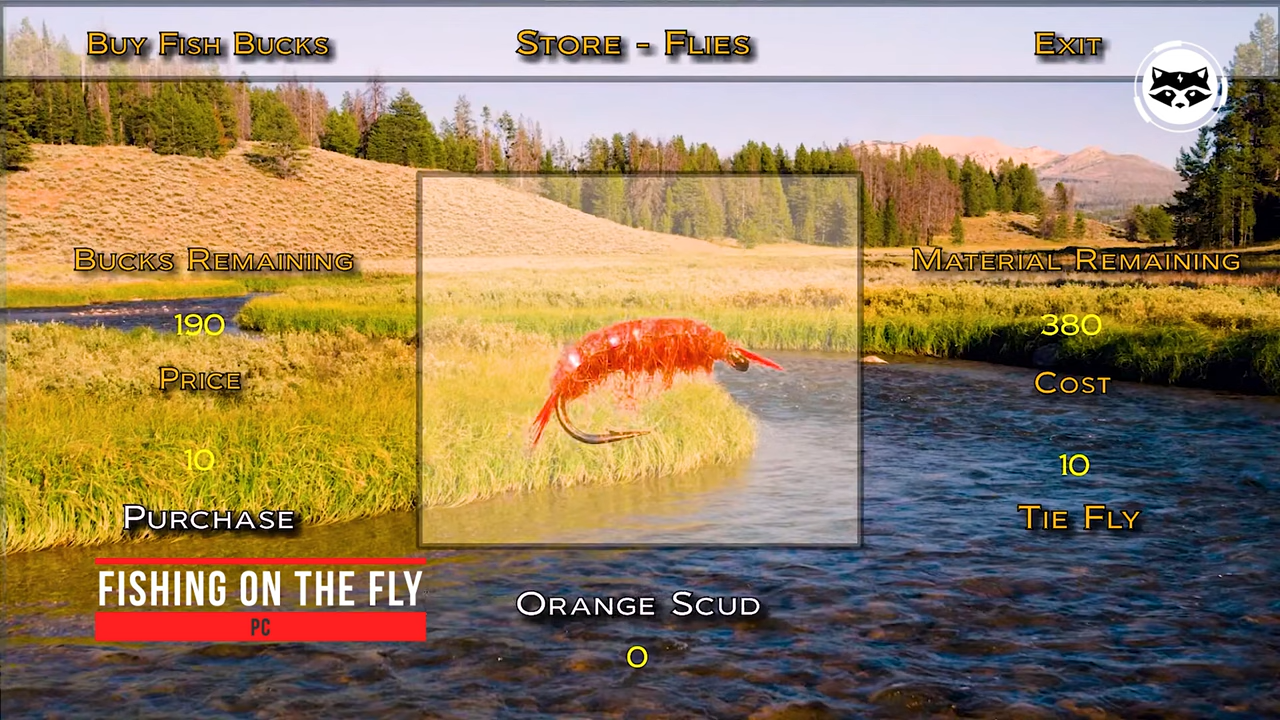 Buy Fish Bucks
Store - Flies
Exit
Bucks Remaining
190
Price
10
Purchase
Material Remaining
380
Cost
10
Tie Fly
FISHING ON THE FLY
PC
Orange Scud
0